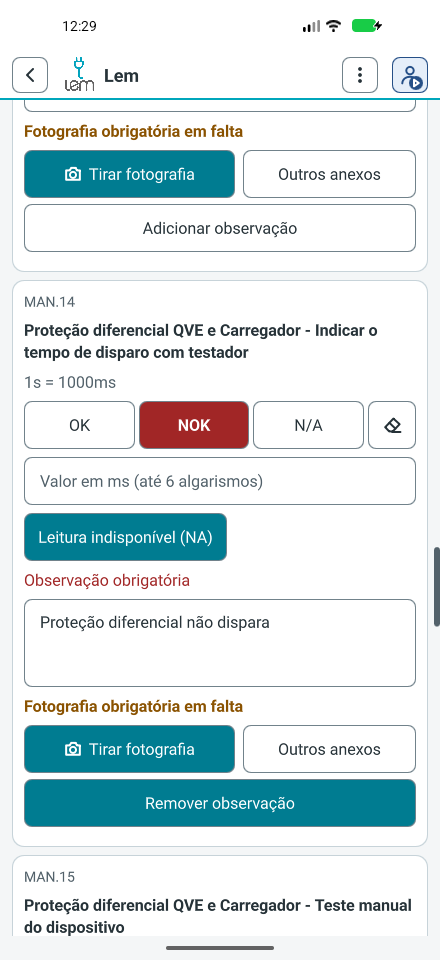 12:29
lem
Lem
Fotografia obrigatória em falta
Tirar fotografia
Outros anexos
Adicionar observação
MAN.14
Proteção diferencial QVE e Carregador - Indicar o
tempo de disparo com testador
1s = 1000ms
OK
NOK
N/A
Valor em ms (até 6 algarismos)
Leitura indisponível (NA)
Observação obrigatória
Proteção diferencial não dispara
Fotografia obrigatória em falta
Tirar fotografia
Outros anexos
Remover observação
MAN.15
Proteção diferencial QVE e Carregador - Teste manual
do dispositivo